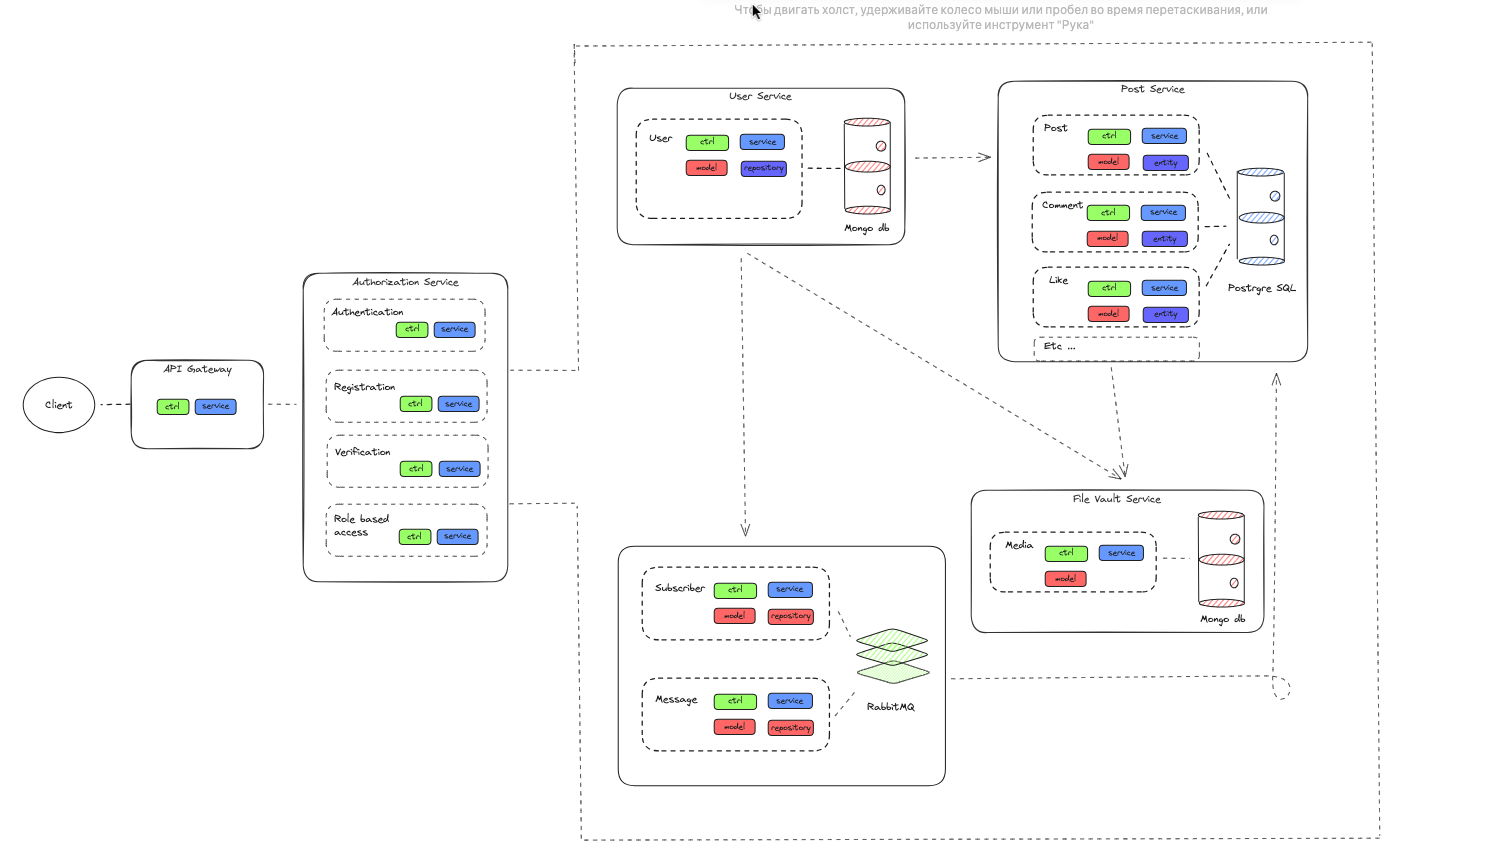 Чтобы двигать холст, удерживайте колесо мыши или пробел во время перетаскивания, или
используйте инструмент "Рука"
Client
API Gateway
ctrl
service
Authorization Service
Authentication
ctrl
service
Registration
ctrl
service
Verification
ctrl
service
Role based
access
ctrl
service
User Service
User
ctrl
service
model
repository
Mongo db
Post Service
Post
ctrl
service
model
entity
Comment
ctrl
service
model
entity
Like
ctrl
service
model
entity
Etc ...
Postrgre SQL
Subscriber
ctrl
service
model
repository
Message
ctrl
service
model
repository
RabbitMQ
File Vault Service
Media
ctrl
service
model
Mongo db